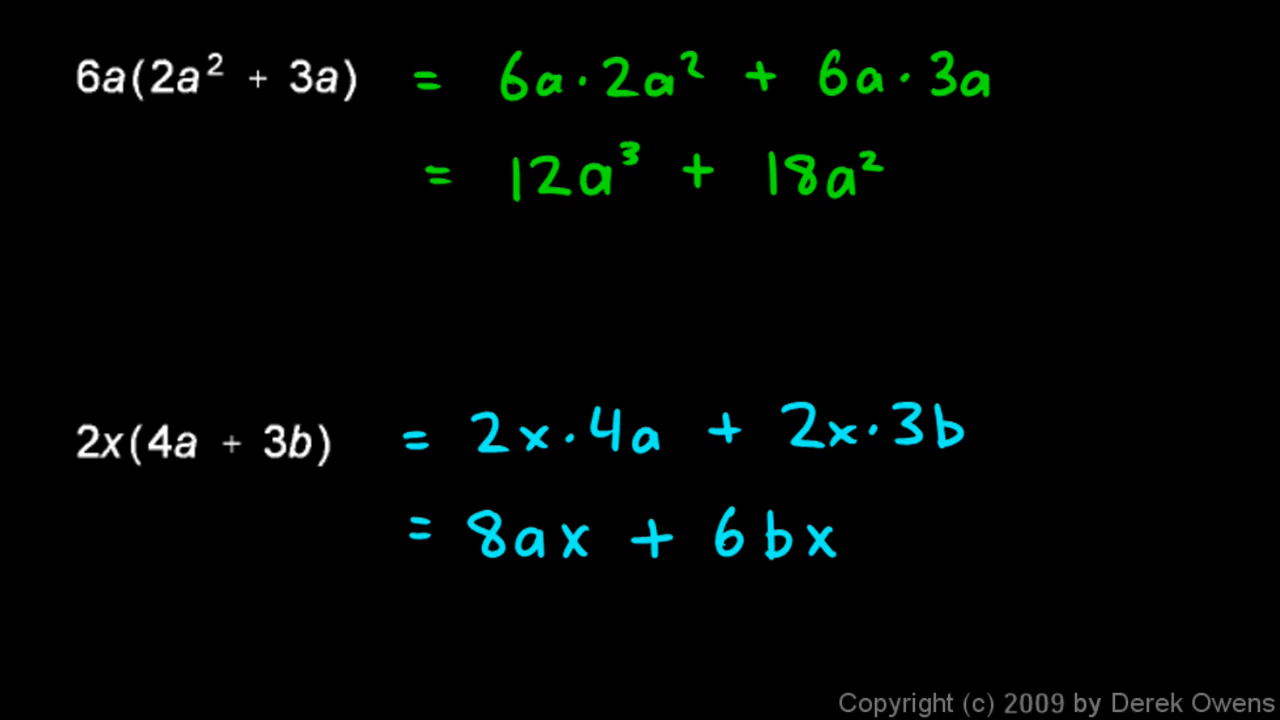 6a(2a² + 3a) = 6a·2a² + 6a·3a
= 12a³ + 18a²
2x(4a + 3b) = 2x·4a + 2x·3b
= 8ax + 6bx
Copyright (c) 2009 by Derek Owens